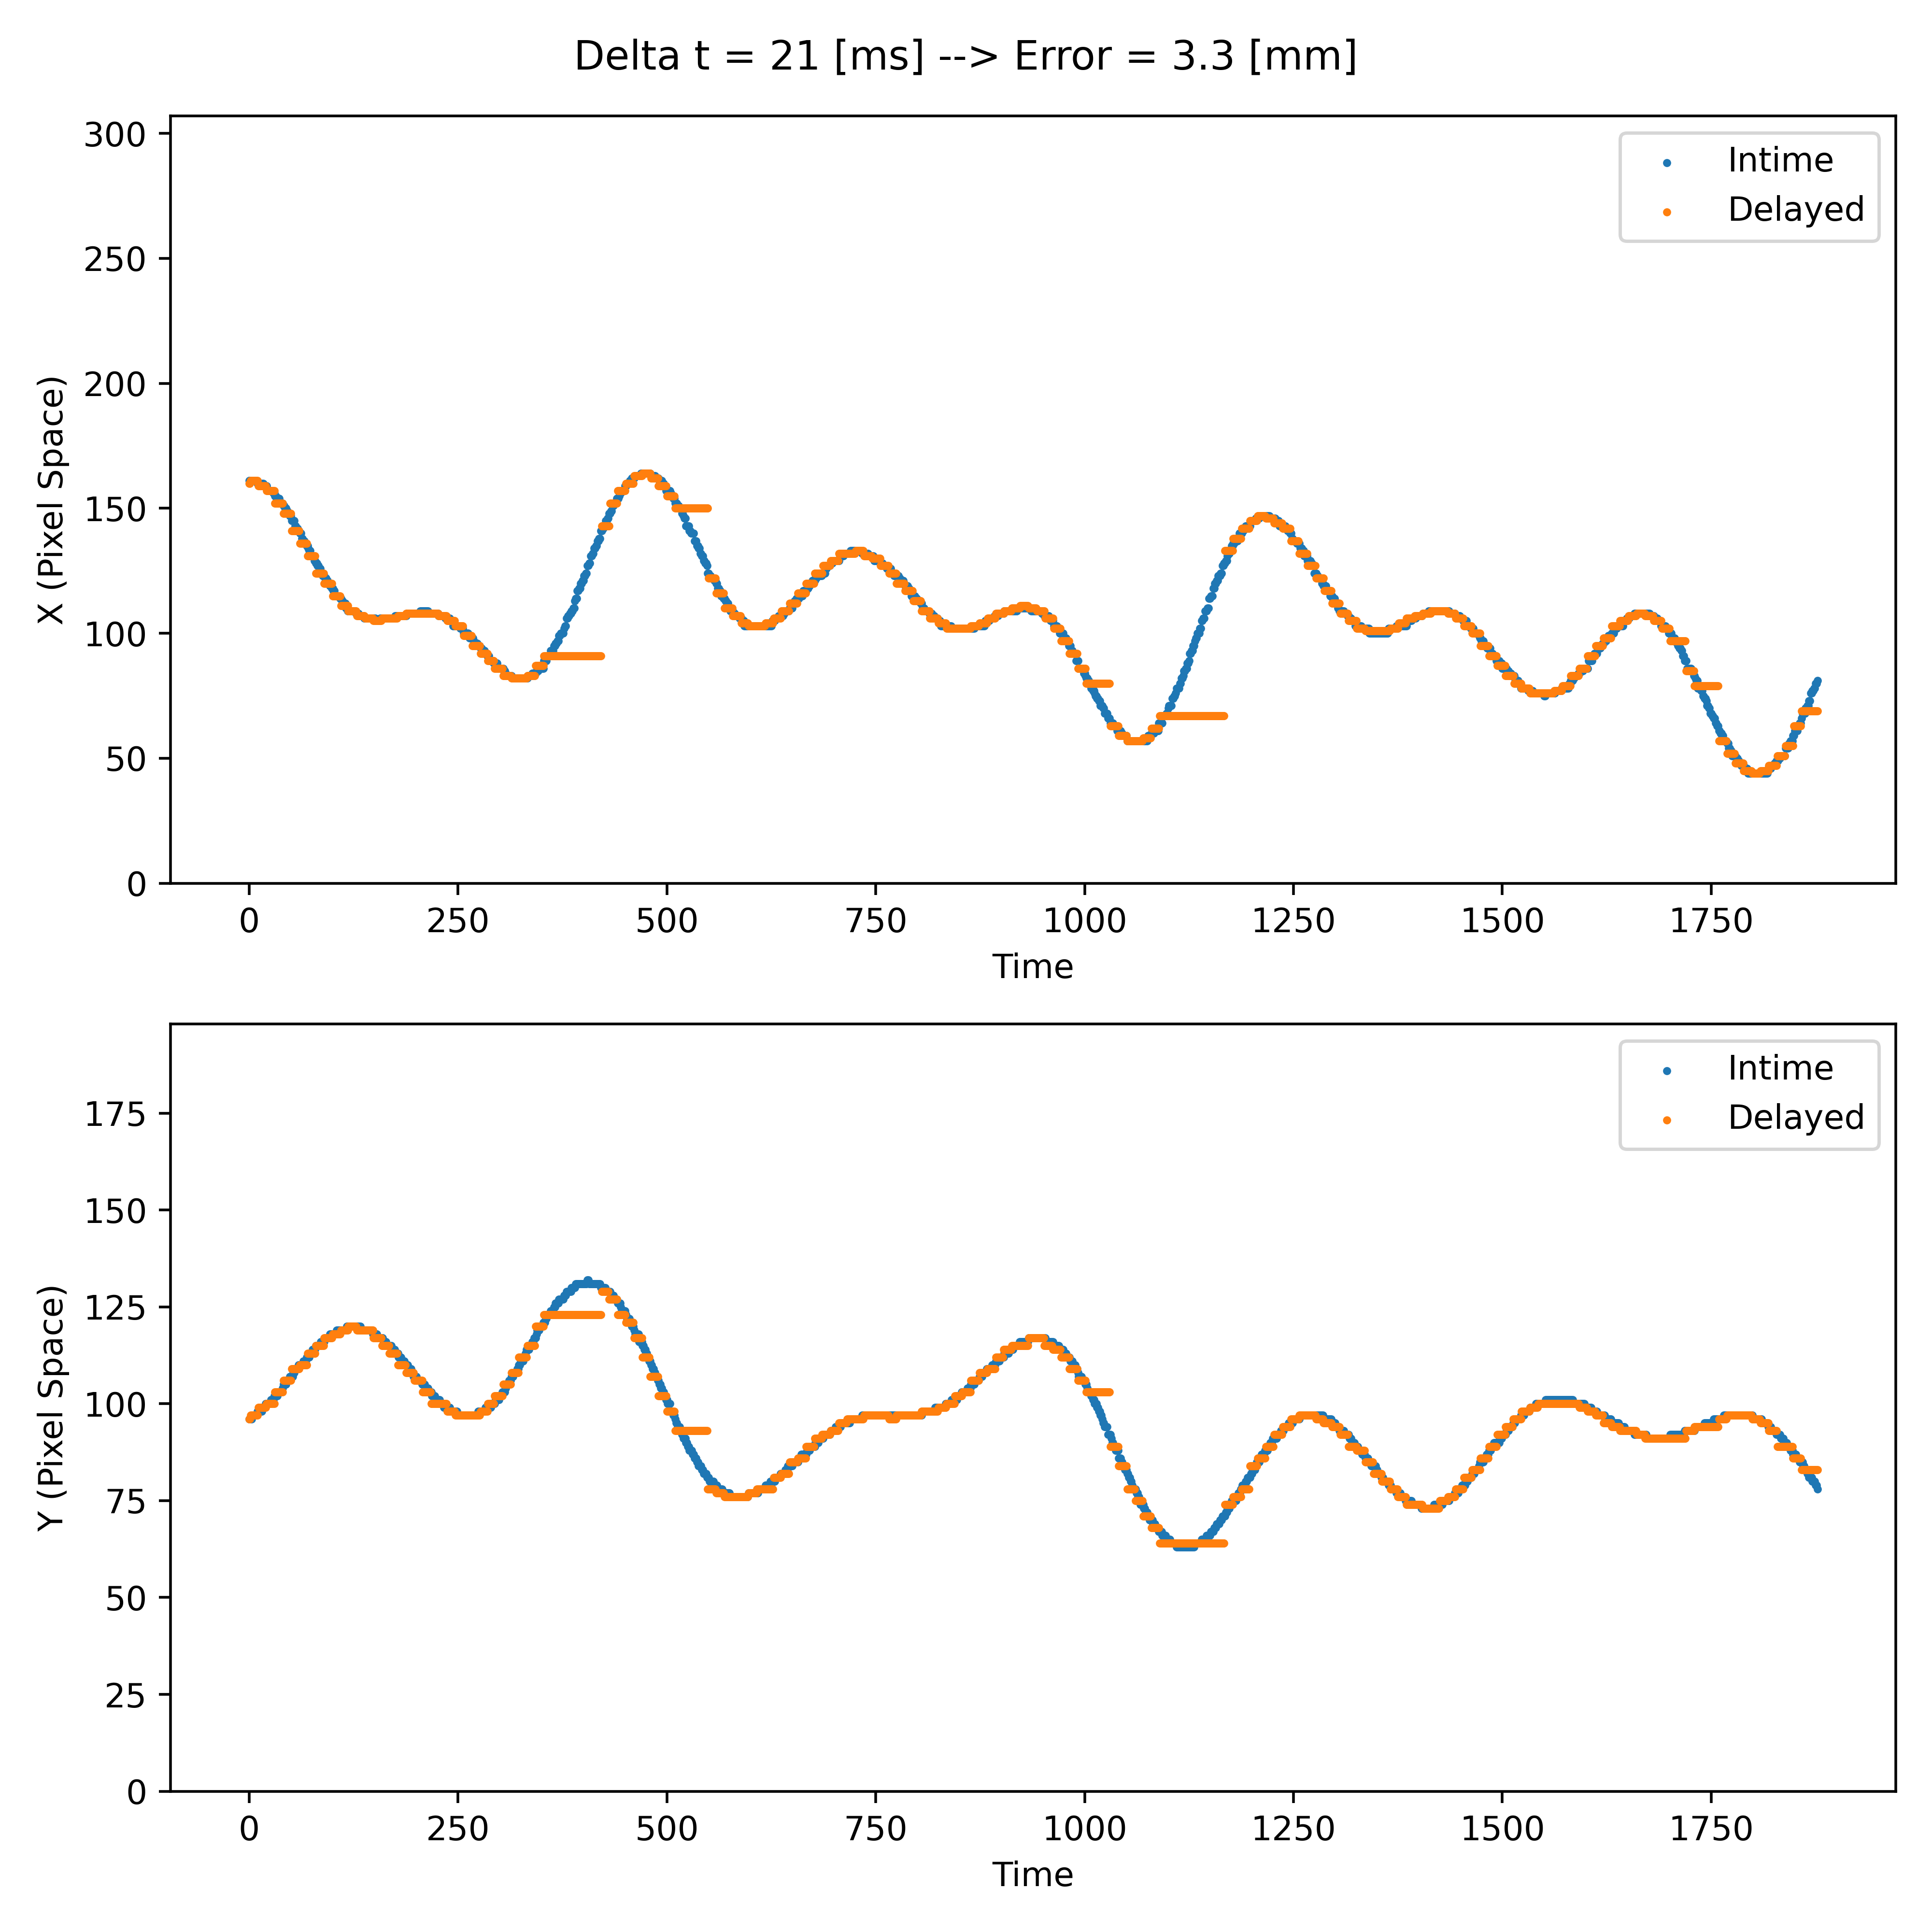 Delta t = 21 [ms] --> Error = 3.3 [mm]
300
250
200
150
100
50
0
X (Pixel Space)
Intime
Delayed
0 250 500 750 1000 1250 1500 1750
Time
175
150
125
100
75
50
25
0
Y (Pixel Space)
Intime
Delayed
0 250 500 750 1000 1250 1500 1750
Time